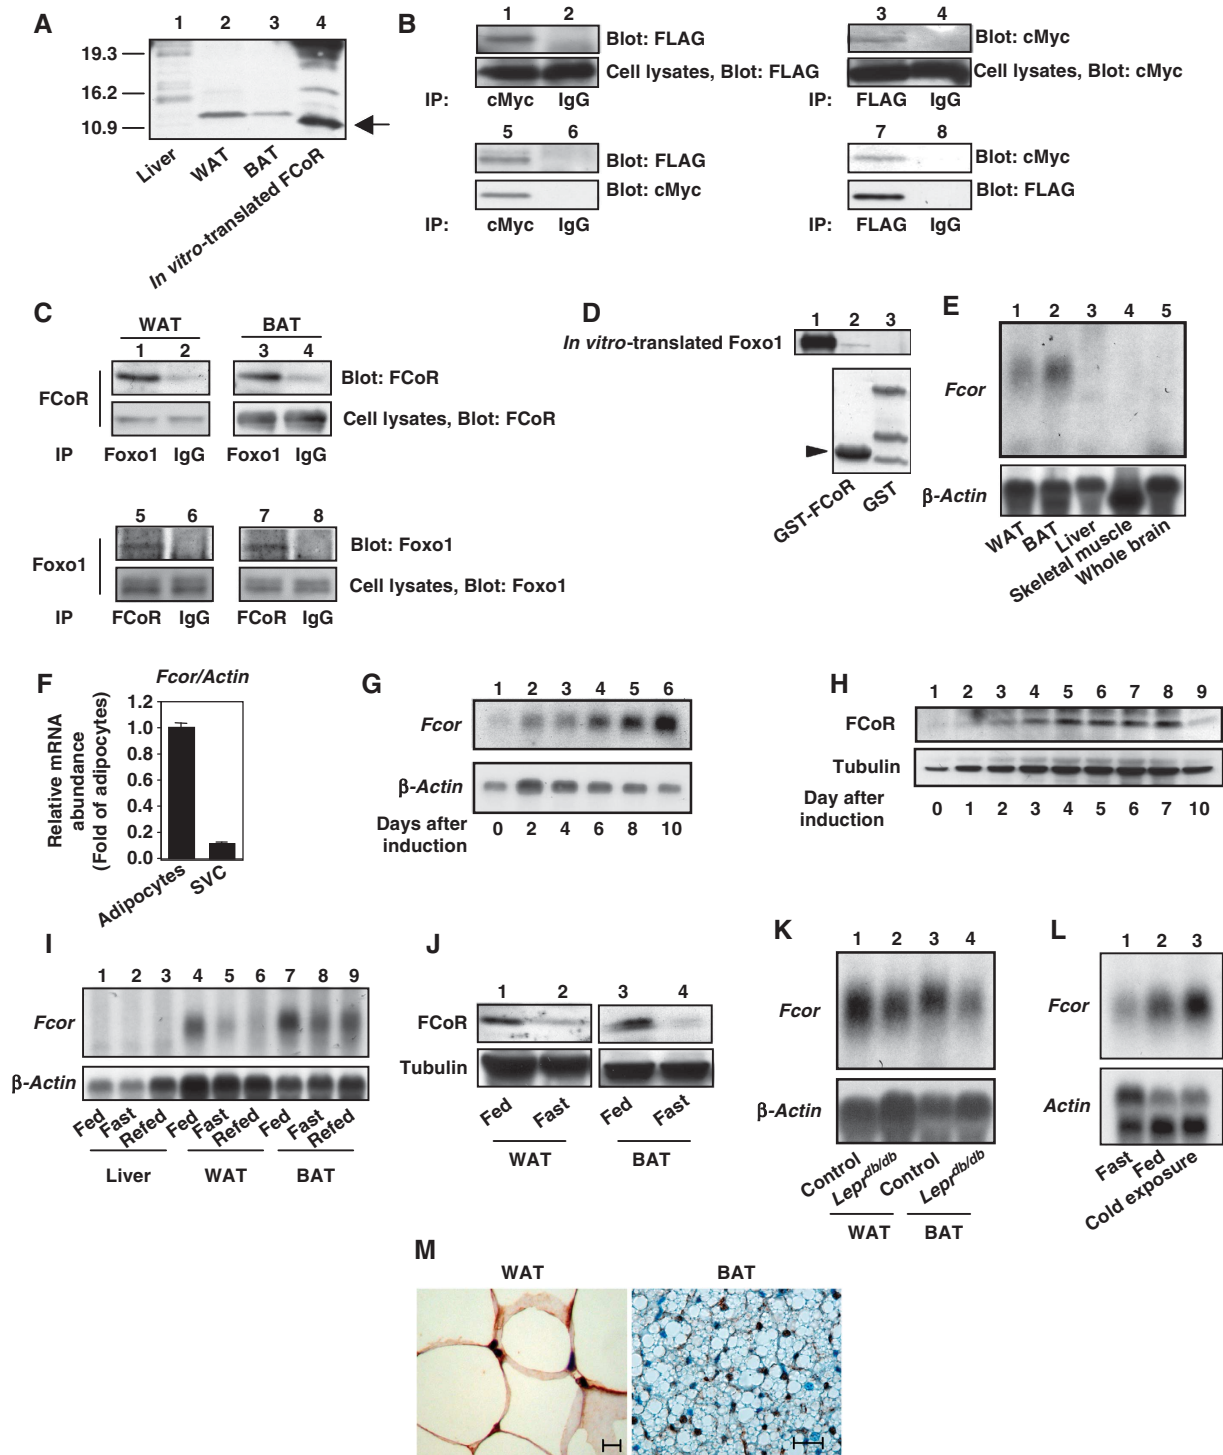 A
1 2 3 4
19.3
16.2
10.9
Liver
WAT
BAT
In vitro-translated FCoR
B
1 2
Blot: FLAG
Cell lysates, Blot: FLAG
IP: cMyc IgG
3 4
Blot: cMyc
Cell lysates, Blot: cMyc
IP: FLAG IgG
5 6
Blot: FLAG
Blot: cMyc
IP: cMyc IgG
7 8
Blot: cMyc
Blot: FLAG
IP: FLAG IgG
C
WAT BAT
1 2 3 4
FCoR
Blot: FCoR
Cell lysates, Blot: FCoR
IP Foxo1 IgG Foxo1 IgG
5 6 7 8
Foxo1
Blot: Foxo1
Cell lysates, Blot: Foxo1
IP FCoR IgG FCoR IgG
D
1 2 3
In vitro-translated Foxo1
GST-FCoR
GST
E
1 2 3 4 5
Fcor
β-Actin
WAT
BAT
Liver
Skeletal muscle
Whole brain
F
Fcor/Actin
Relative mRNA
abundance
(Fold of adipocytes)
1.2
1.0
0.8
0.6
0.4
0.2
0.0
Adipocytes
SVC
G
1 2 3 4 5 6
Fcor
β-Actin
Days after
induction
0 2 4 6 8 10
H
1 2 3 4 5 6 7 8 9
FCoR
Tubulin
Day after
induction
0 1 2 3 4 5 6 7 10
I
1 2 3 4 5 6 7 8 9
Fcor
β-Actin
Fed Fast Refed Fed Fast Refed Fed Fast Refed
Liver WAT BAT
J
1 2 3 4
FCoR
Tubulin
Fed Fast Fed Fast
WAT BAT
K
1 2 3 4
Fcor
β-Actin
Control Lepr^db/db Control Lepr^db/db
WAT BAT
L
1 2 3
Fcor
Actin
Fast
Fed
Cold exposure
M
WAT BAT